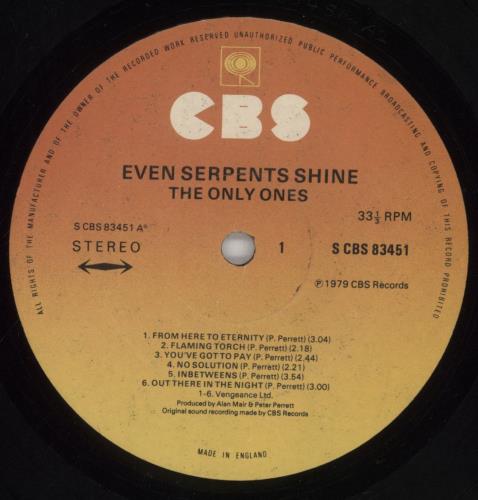 ALL RIGHTS OF THE MANUFACTURER AND OF THE OWNER OF THE RECORDED WORK RESERVED UNAUTHORIZED PUBLIC PERFORMANCE BROADCASTING AND COPYING OF THIS RECORD PROHIBITED
CBS
EVEN SERPENTS SHINE
THE ONLY ONES
33⅓ RPM
S CBS 83451 A°
STEREO
1
S CBS 83451
℗ 1979 CBS Records
1. FROM HERE TO ETERNITY (P. Perrett) (3.04)
2. FLAMING TORCH (P. Perrett) (2.18)
3. YOU'VE GOT TO PAY (P. Perrett) (2.44)
4. NO SOLUTION (P. Perrett) (2.21)
5. INBETWEENS (P. Perrett) (3.54)
6. OUT THERE IN THE NIGHT (P. Perrett) (3.00)
1-6. Vengeance Ltd.
Produced by Alan Mair & Peter Perrett
Original sound recording made by CBS Records
MADE IN ENGLAND